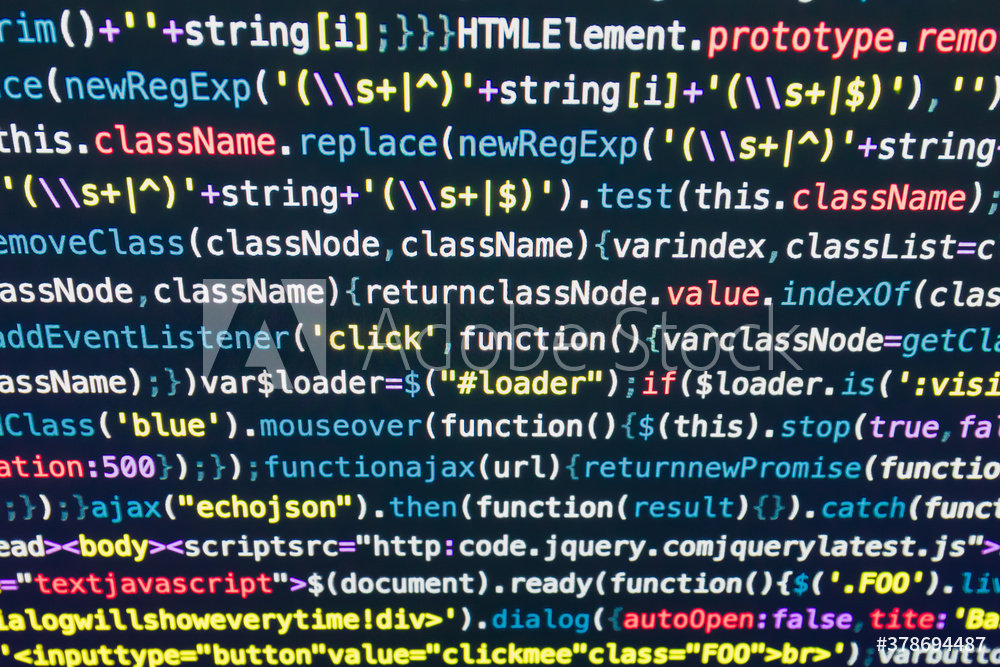 rim()+''+string[i];}}}HTMLElement.prototype.remo
ce(newRegExp('(\\s+|^)'+string[i]+'(\\s+|$)'),'')
this.className.replace(newRegExp('(\\s+|^)'+string+
'(\\s+|^)'+string+'(\\s+|$)').test(this.className);
emoveClass(classNode,className){varindex,classList=c
assNode,className){returnclassNode.value.indexOf(clas
addEventListener('click',function(){varclassNode=getCla
assName);})var$loader=$("#loader");if($loader.is(':visi
dClass('blue').mouseover(function(){$(this).stop(true,fal
ation:500});});functionajax(url){returnnewPromise(functio
;});}ajax("echojson").then(function(result){}).catch(funct
ead><body><scriptsrc="http:code.jquery.comjquerylatest.js">
="textjavascript">$(document).ready(function(){$('.FOO').liv
ialogwillshoweverytime!div>').dialog({autoOpen:false,tite:'Ba
'<inputtype="button"value="clickmee"class="FOO">br>');varbutto
Adobe Stock
#378694487